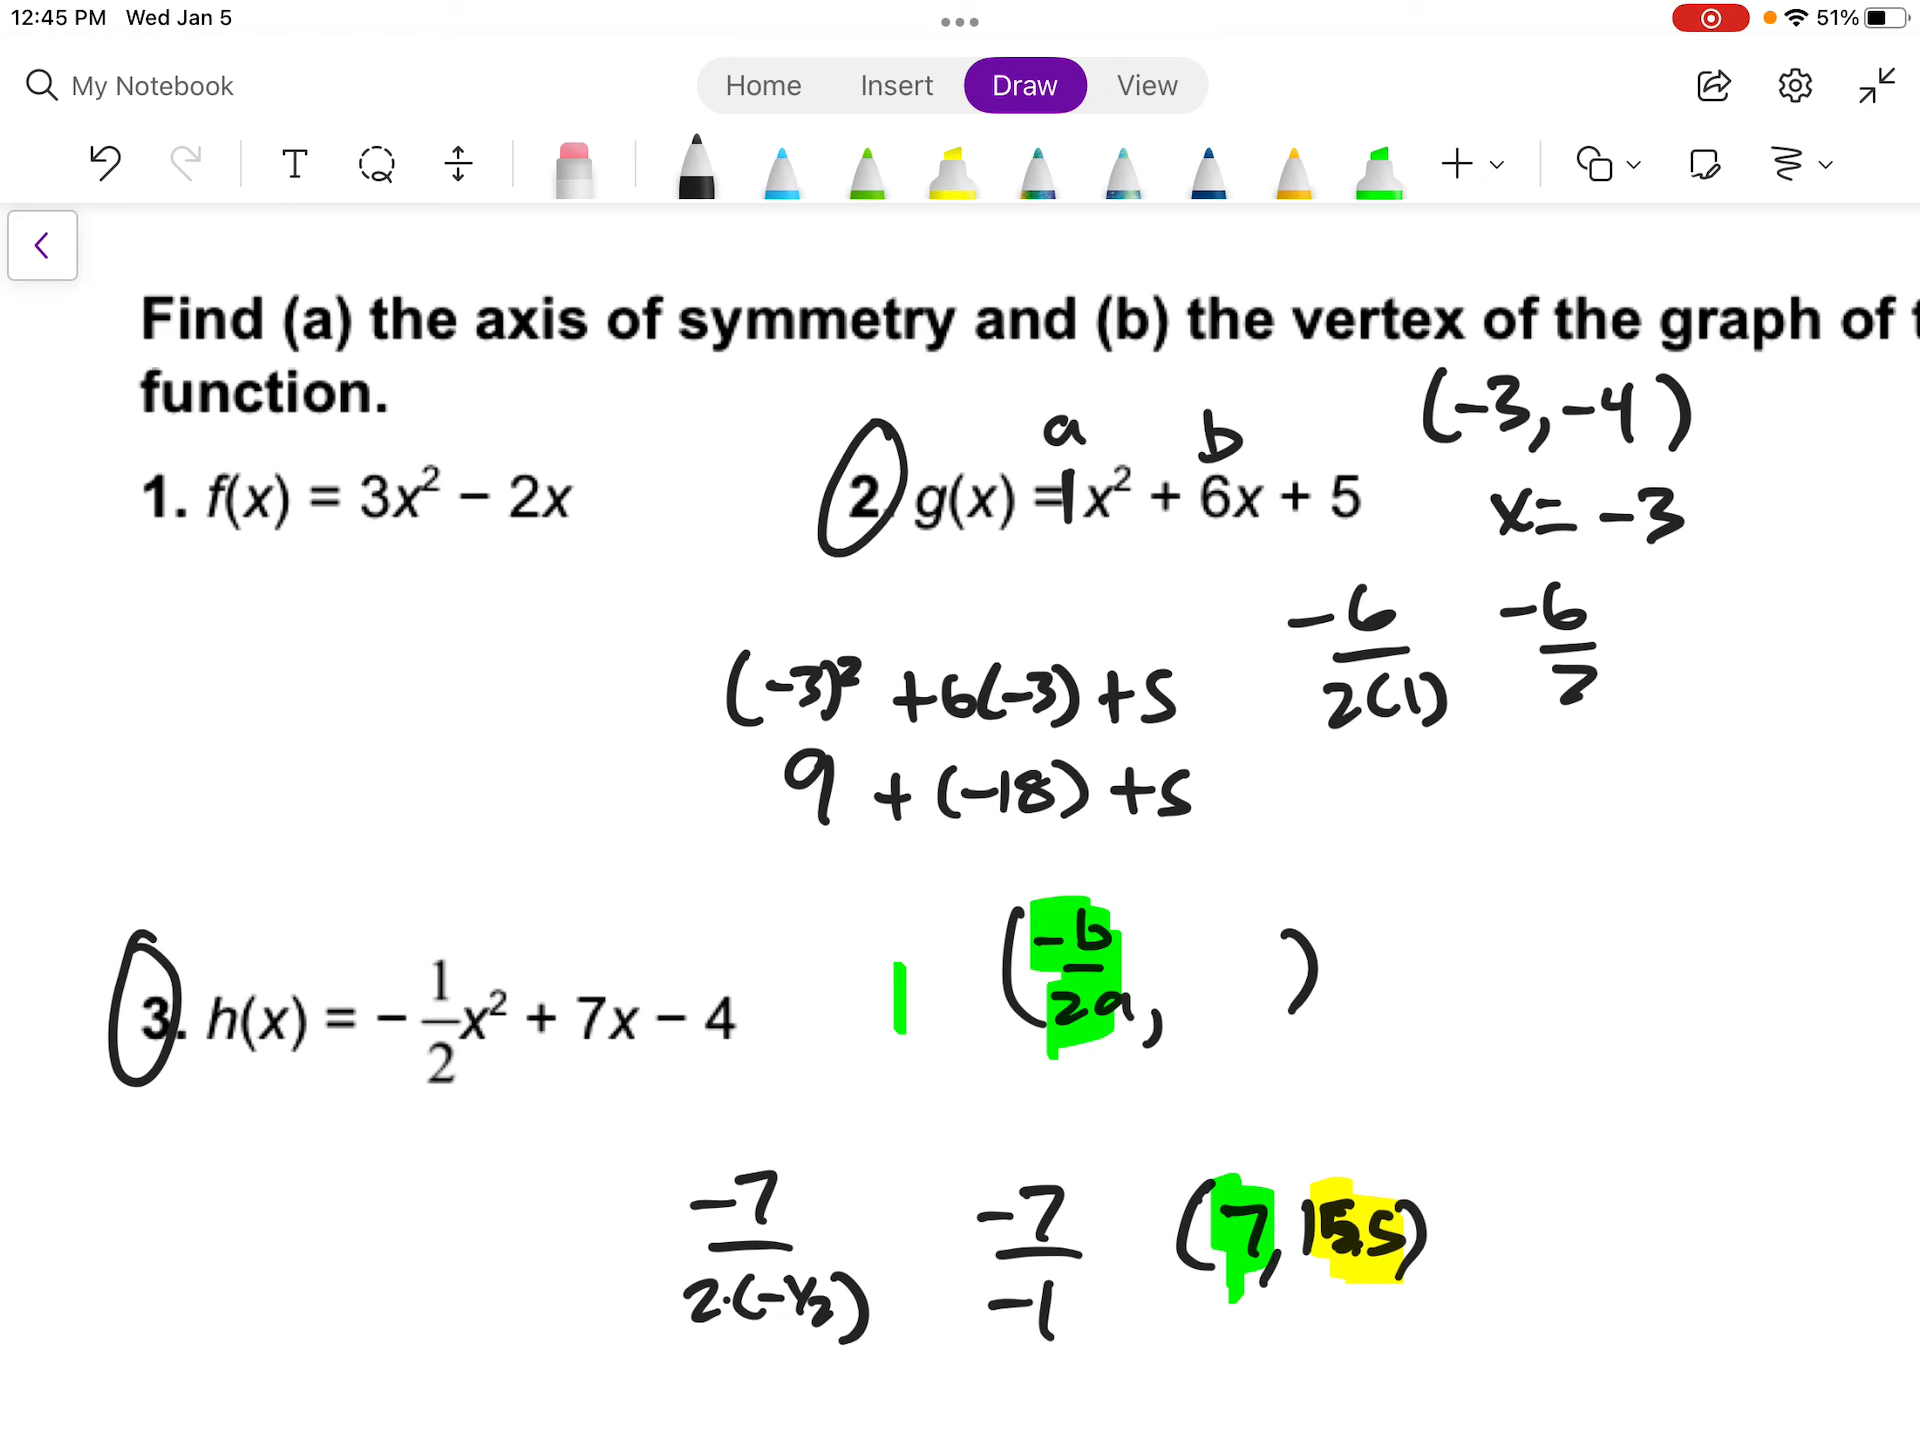 12:45 PM Wed Jan 5
51%
My Notebook
Home Insert Draw View
T
Find (a) the axis of symmetry and (b) the vertex of the graph of
function.
(-3, -4)
a b
1. f(x) = 3x² − 2x
2. g(x) = 1x² + 6x + 5
x = -3
-6/2(1) -6/2
(-3)² +6(-3) +5
9 + (-18) +5
(-b/2a, )
3. h(x) = − 1/2 x² + 7x − 4
-7/2·(-1/2) -7/-1 (7, 15.5)